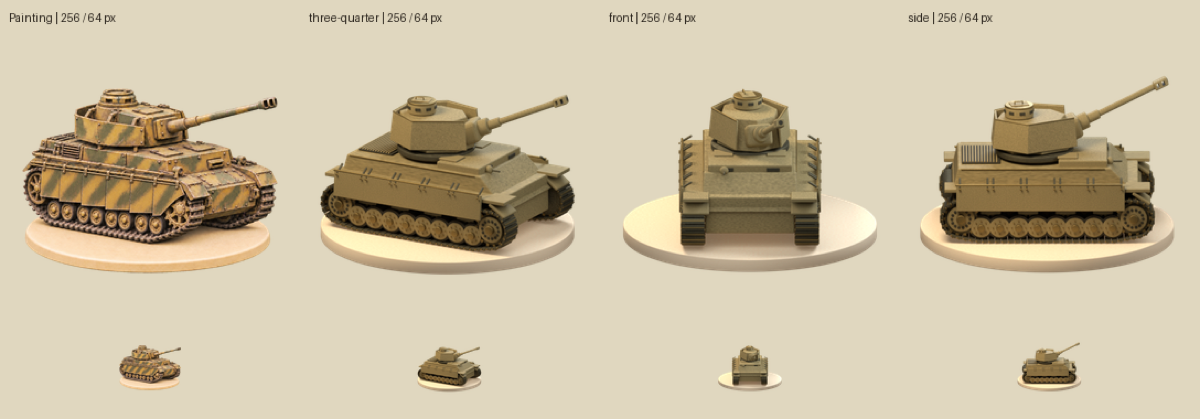 Painting | 256 / 64 px
three-quarter | 256 / 64 px
front | 256 / 64 px
side | 256 / 64 px